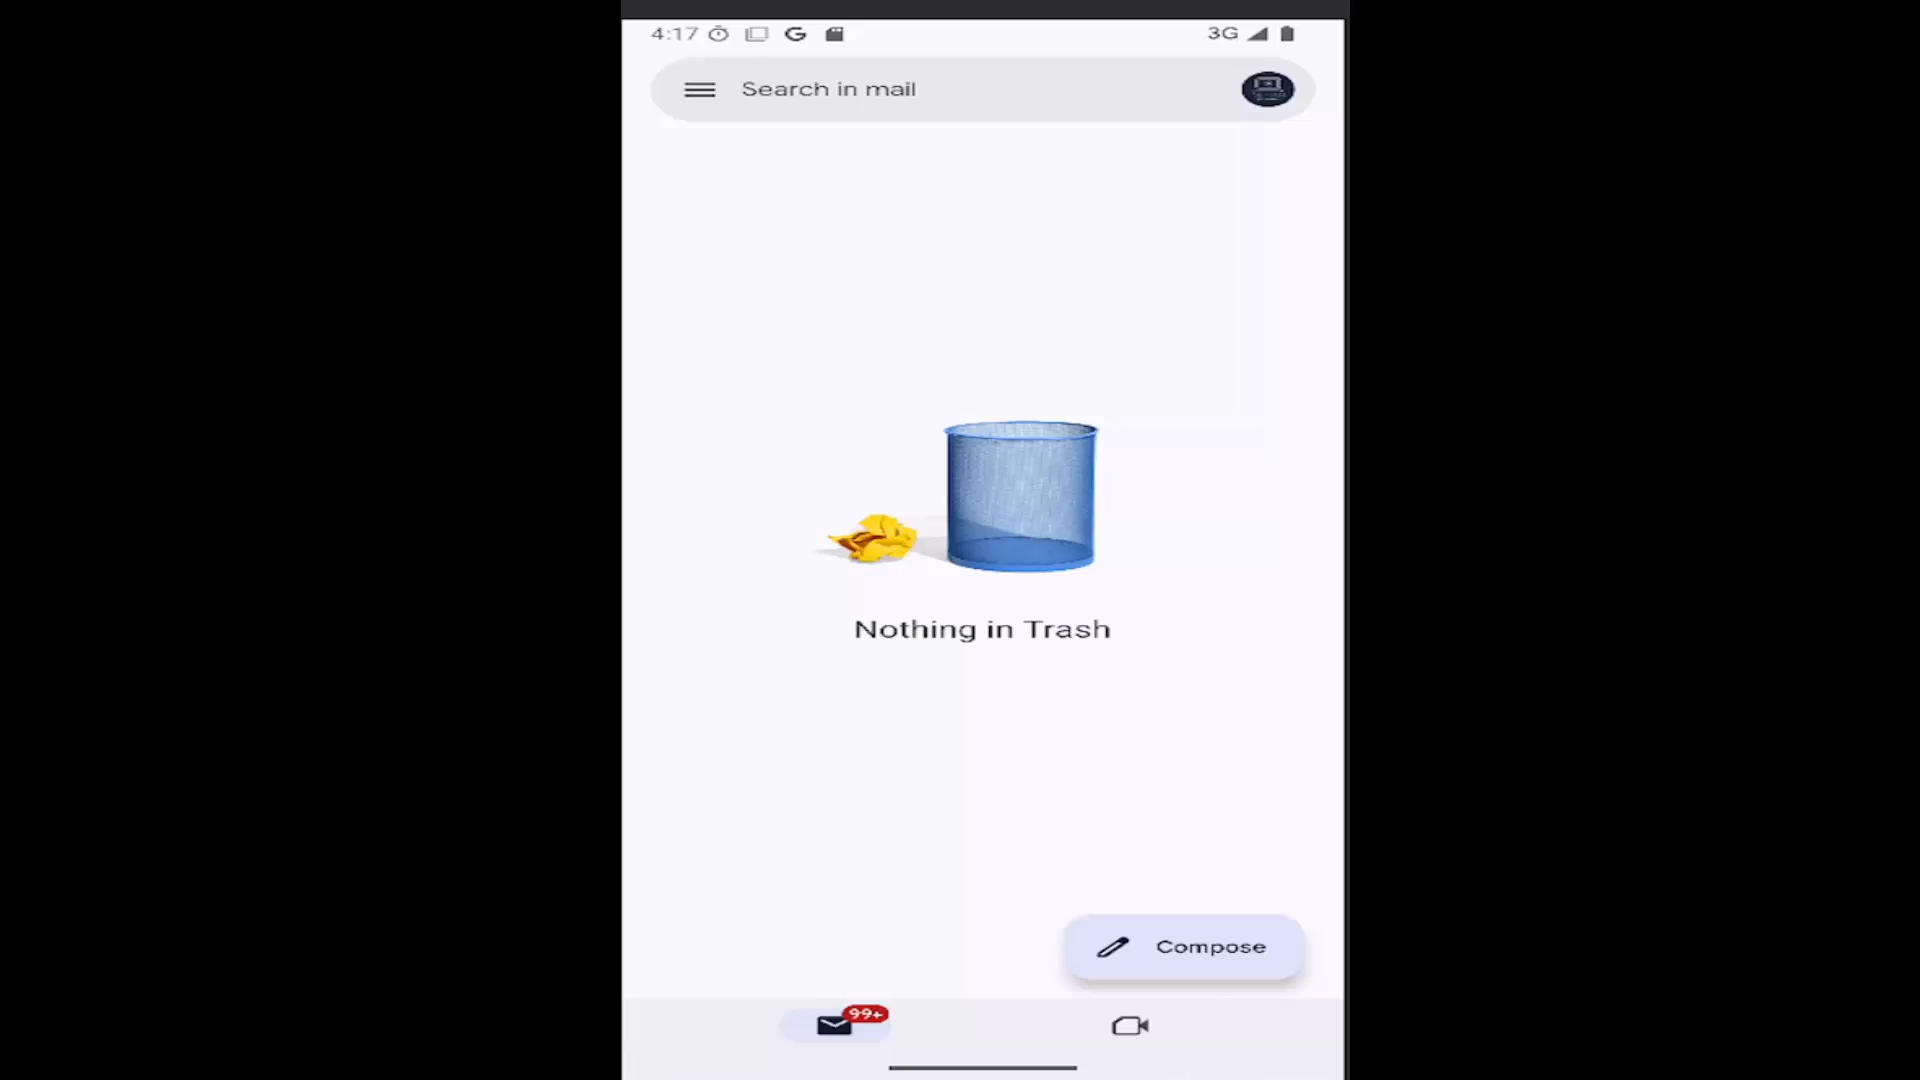 4:17
3G
Search in mail
Nothing in Trash
Compose
99+